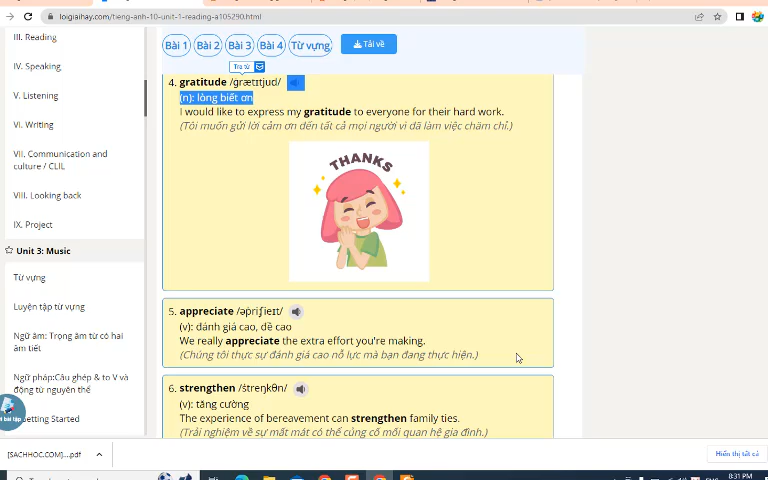 loigiaihay.com/tieng-anh-10-unit-1-reading-a105290.html
III. Reading
IV. Speaking
V. Listening
VI. Writing
VII. Communication and
culture / CLIL
VIII. Looking back
IX. Project
Unit 3: Music
Từ vựng
Luyện tập từ vựng
Ngữ âm: Trọng âm từ có hai
âm tiết
Ngữ pháp:Câu ghép & to V và
động từ nguyên thể
Getting Started
Bài 1
Bài 2
Bài 3
Bài 4
Từ vựng
Tải về
Tra từ
4. gratitude /ˈɡrætɪtjuːd/
(n): lòng biết ơn
I would like to express my gratitude to everyone for their hard work.
(Tôi muốn gửi lời cảm ơn đến tất cả mọi người vì đã làm việc chăm chỉ.)
THANKS
5. appreciate /əˈpriːʃieɪt/
(v): đánh giá cao, đề cao
We really appreciate the extra effort you're making.
(Chúng tôi thực sự đánh giá cao nỗ lực mà bạn đang thực hiện.)
6. strengthen /ˈstreŋkθn/
(v): tăng cường
The experience of bereavement can strengthen family ties.
(Trải nghiệm về sự mất mát có thể củng cố mối quan hệ gia đình.)
[SACHHOC.COM]....pdf
Hiển thị tất cả
8:31 PM